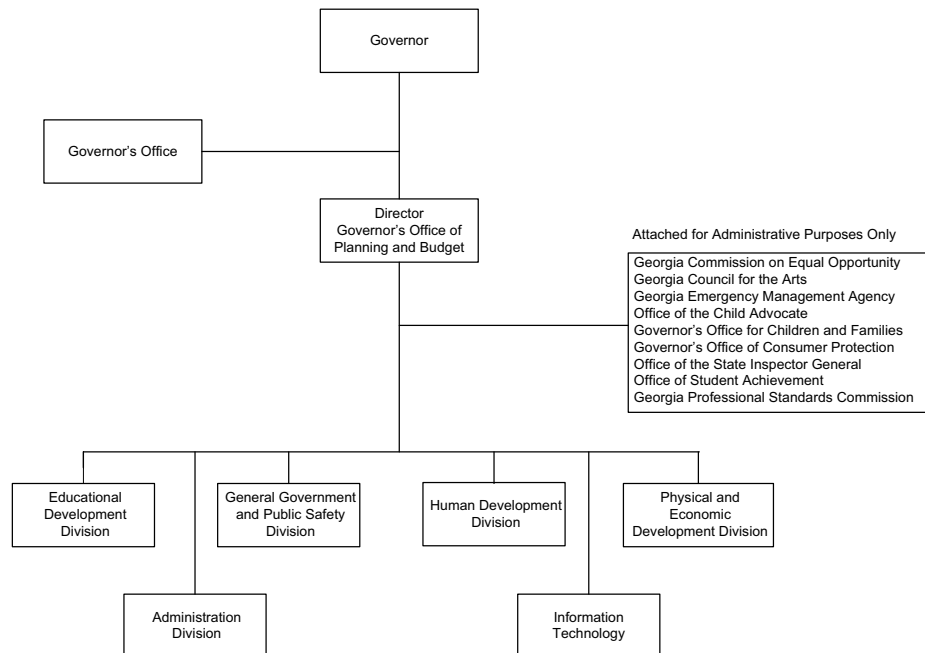 Governor
Governor’s Office
Director
Governor’s Office of
Planning and Budget
Attached for Administrative Purposes Only
Georgia Commission on Equal Opportunity
Georgia Council for the Arts
Georgia Emergency Management Agency
Office of the Child Advocate
Governor’s Office for Children and Families
Governor’s Office of Consumer Protection
Office of the State Inspector General
Office of Student Achievement
Georgia Professional Standards Commission
Educational
Development
Division
General Government
and Public Safety
Division
Human Development
Division
Physical and
Economic
Development Division
Administration
Division
Information
Technology